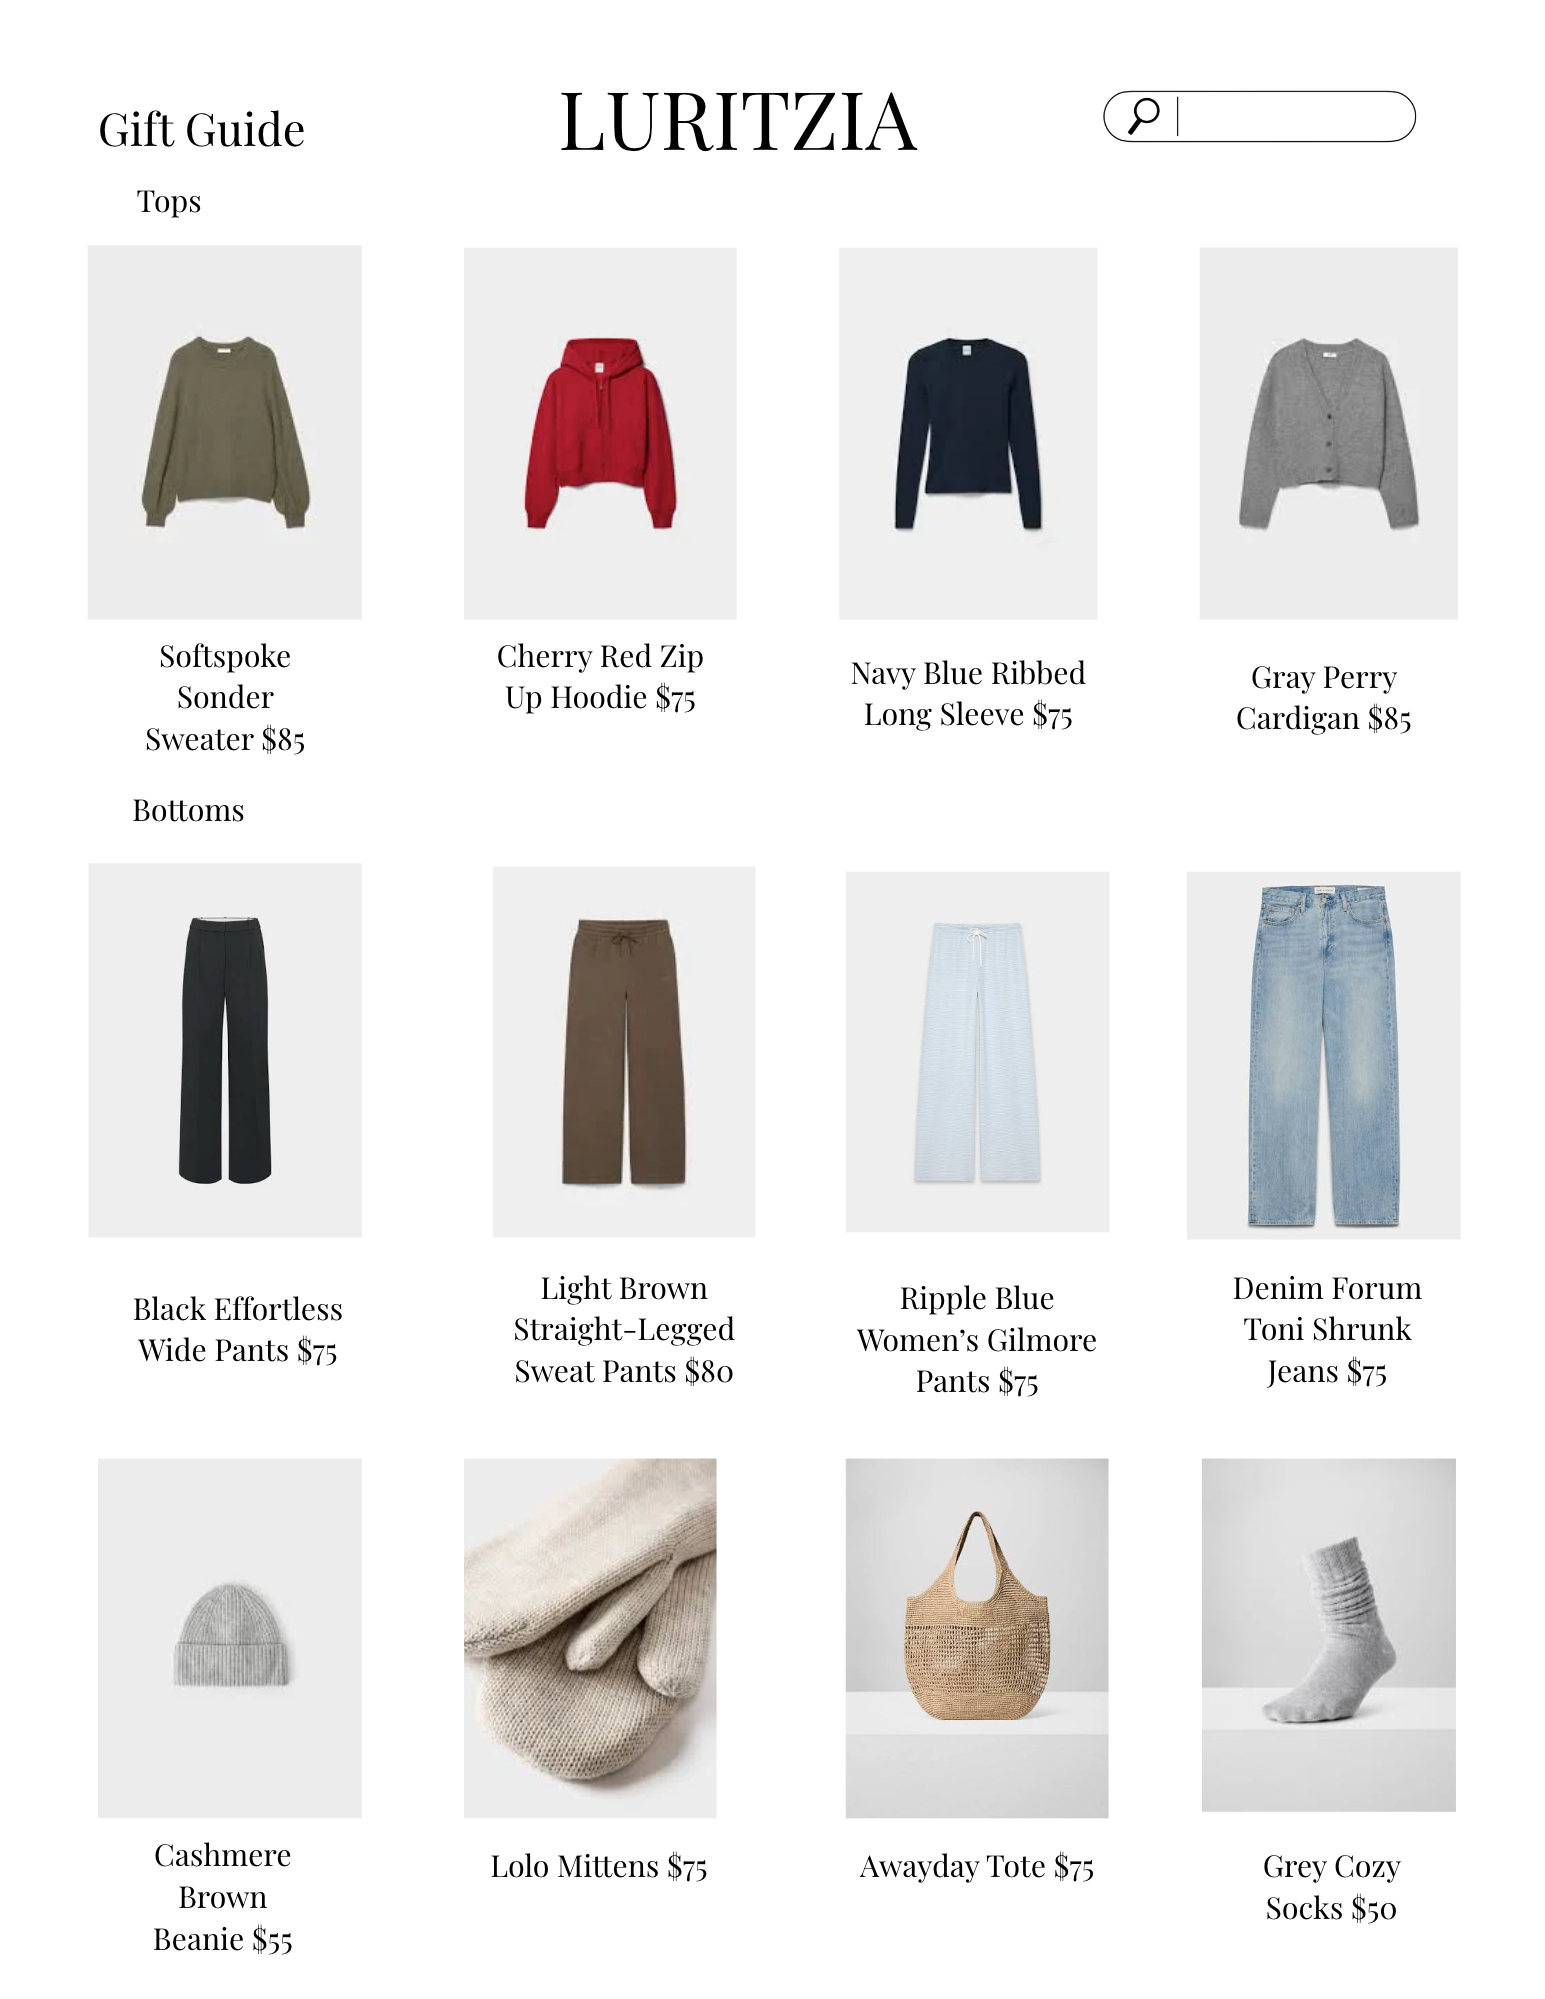 Gift Guide
LURITZIA
Tops
Softspoke
Sonder
Sweater $85
Cherry Red Zip
Up Hoodie $75
Navy Blue Ribbed
Long Sleeve $75
Gray Perry
Cardigan $85
Bottoms
Black Effortless
Wide Pants $75
Light Brown
Straight-Legged
Sweat Pants $80
Ripple Blue
Women’s Gilmore
Pants $75
Denim Forum
Toni Shrunk
Jeans $75
Cashmere
Brown
Beanie $55
Lolo Mittens $75
Awayday Tote $75
Grey Cozy
Socks $50